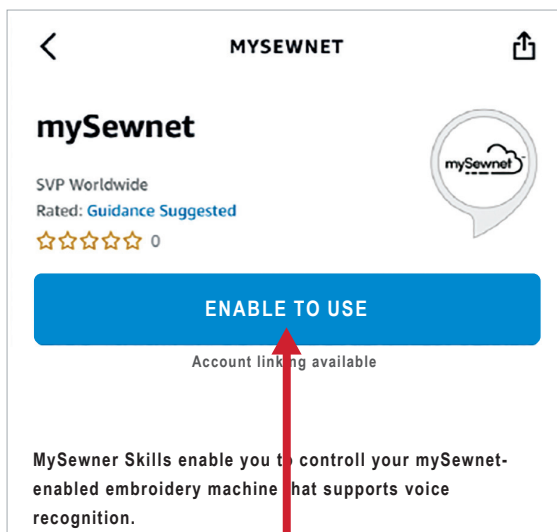 MYSEWNET
mySewnet
mySewnet™
SVP Worldwide
Rated: Guidance Suggested
0
ENABLE TO USE
Account linking available
MySewner Skills enable you to controll your mySewnet-
enabled embroidery machine that supports voice
recognition.